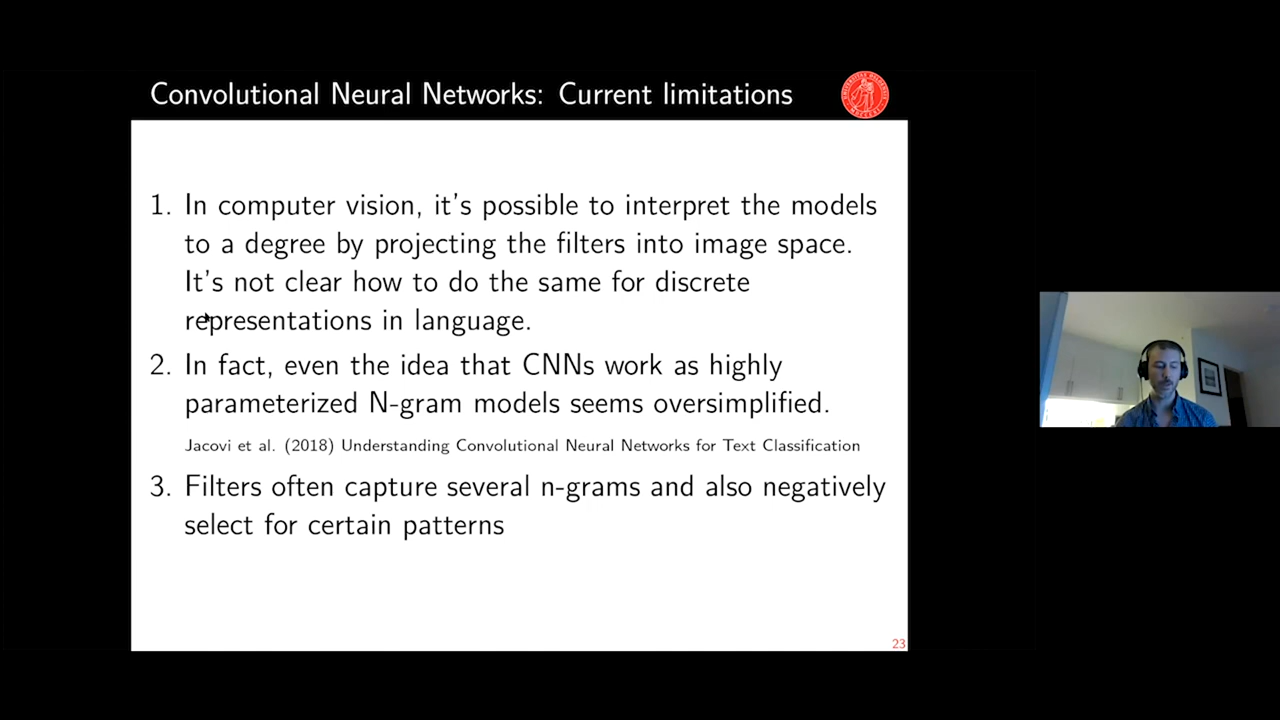 Convolutional Neural Networks: Current limitations
1. In computer vision, it's possible to interpret the models
to a degree by projecting the filters into image space.
It's not clear how to do the same for discrete
representations in language.
2. In fact, even the idea that CNNs work as highly
parameterized N-gram models seems oversimplified.
Jacovi et al. (2018) Understanding Convolutional Neural Networks for Text Classification
3. Filters often capture several n-grams and also negatively
select for certain patterns
23